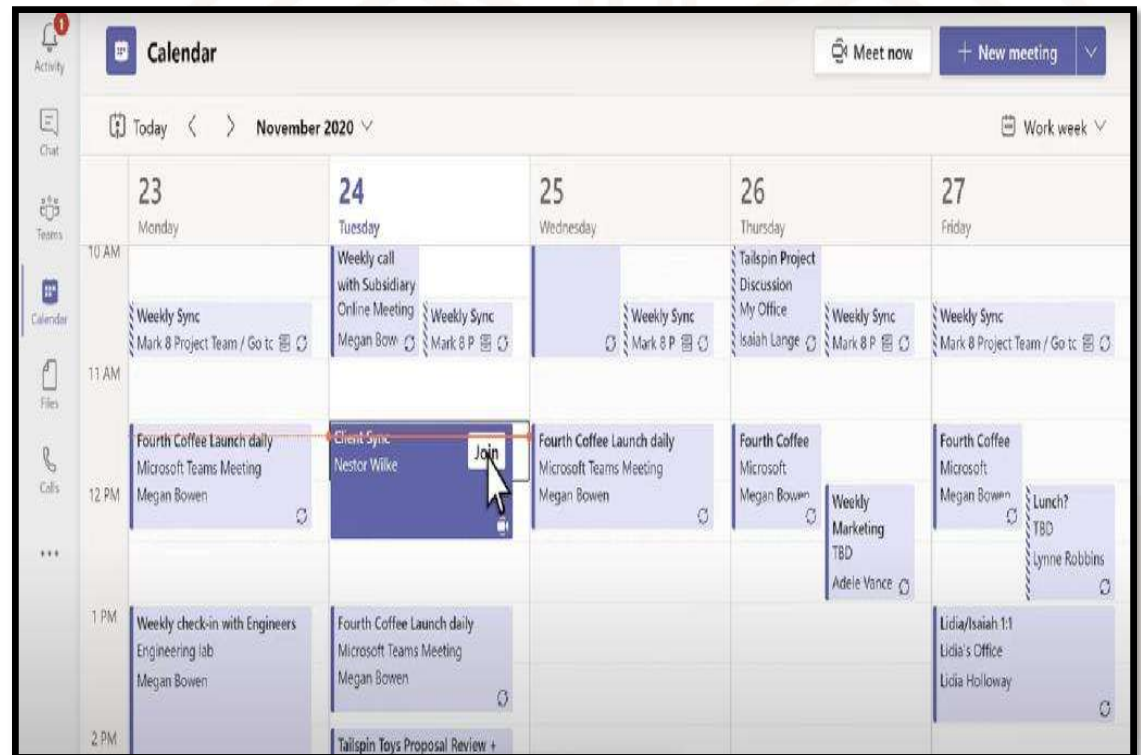 1
Activity
Chat
Teams
Calendar
Files
Calls
Calendar
Meet now
+ New meeting
Today
November 2020
Work week
23
Monday
24
Tuesday
25
Wednesday
26
Thursday
27
Friday
10 AM
11 AM
12 PM
1 PM
2 PM
Weekly Sync
Mark 8 Project Team / Go tc
Fourth Coffee Launch daily
Microsoft Teams Meeting
Megan Bowen
Weekly check-in with Engineers
Engineering lab
Megan Bowen
Weekly call
with Subsidiary
Online Meeting
Megan Bow
Weekly Sync
Mark 8 P
Client Sync
Nestor Wilke
Join
Fourth Coffee Launch daily
Microsoft Teams Meeting
Megan Bowen
Tailspin Toys Proposal Review +
Weekly Sync
Mark 8 P
Fourth Coffee Launch daily
Microsoft Teams Meeting
Megan Bowen
Tailspin Project
Discussion
My Office
Isaiah Lange
Weekly Sync
Mark 8 P
Fourth Coffee
Microsoft
Megan Bowen
Weekly
Marketing
TBD
Adele Vance
Weekly Sync
Mark 8 Project Team / Go tc
Fourth Coffee
Microsoft
Megan Bowen
Lunch?
TBD
Lynne Robbins
Lidia/Isaiah 1:1
Lidia's Office
Lidia Holloway